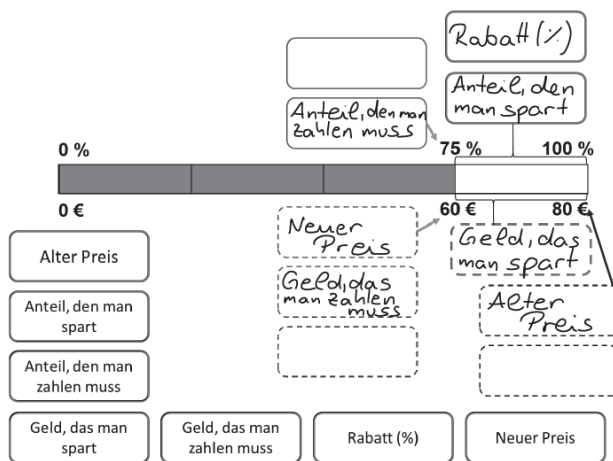 Rabatt (%)
Anteil, den
man spart
Anteil, den man
zahlen muss
0 %
75 %
100 %
0 €
60 €
80 €
Neuer
Preis
Geld, das
man spart
Geld, das
man zahlen
muss
Alter
Preis
Alter Preis
Anteil, den man
spart
Anteil, den man
zahlen muss
Geld, das man
spart
Geld, das man
zahlen muss
Rabatt (%)
Neuer Preis